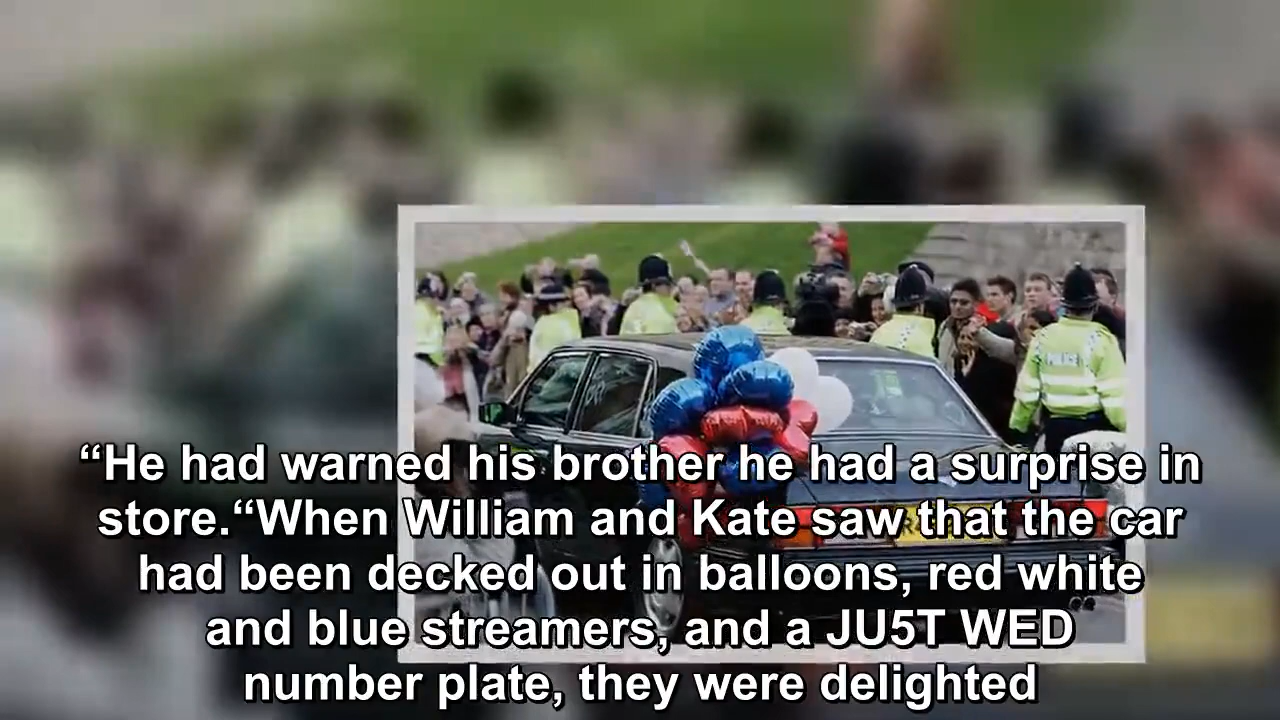 POLICE
“He had warned his brother he had a surprise in
store.“When William and Kate saw that the car
had been decked out in balloons, red white
and blue streamers, and a JU5T WED
number plate, they were delighted